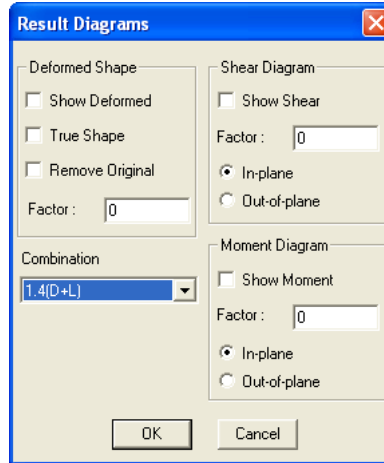 Result Diagrams
Deformed Shape
Show Deformed
True Shape
Remove Original
Factor : 0
Combination
1.4(D+L)
Shear Diagram
Show Shear
Factor : 0
In-plane
Out-of-plane
Moment Diagram
Show Moment
Factor : 0
In-plane
Out-of-plane
OK Cancel